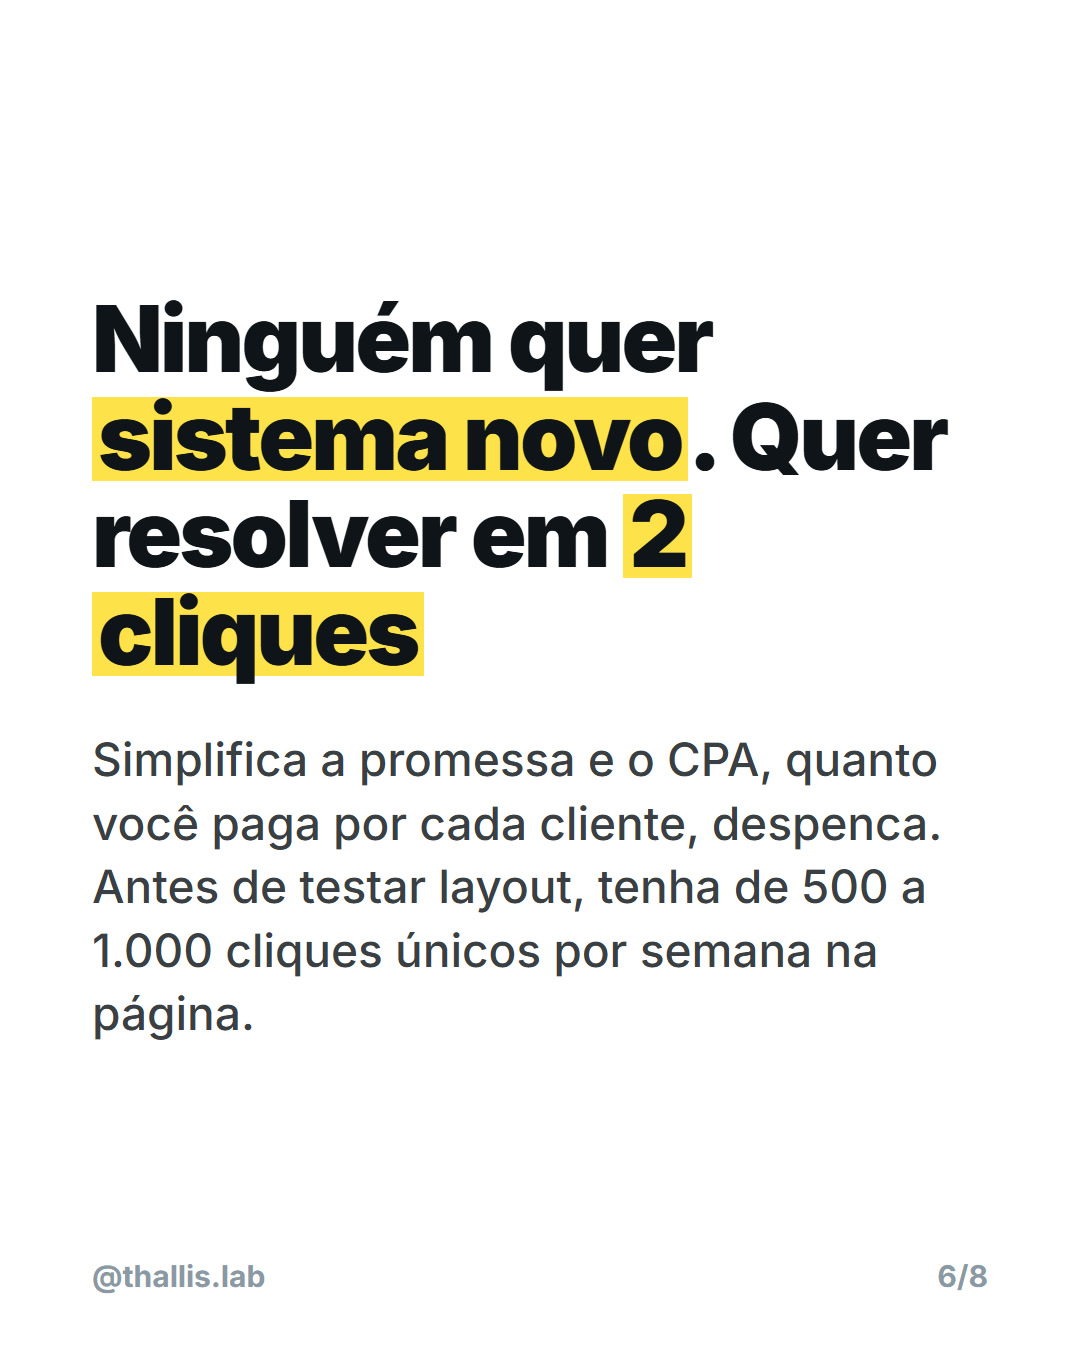 Ninguém quer
sistema novo. Quer
resolver em 2
cliques
Simplifica a promessa e o CPA, quanto
você paga por cada cliente, despenca.
Antes de testar layout, tenha de 500 a
1.000 cliques únicos por semana na
página.
@thallis.lab
6/8